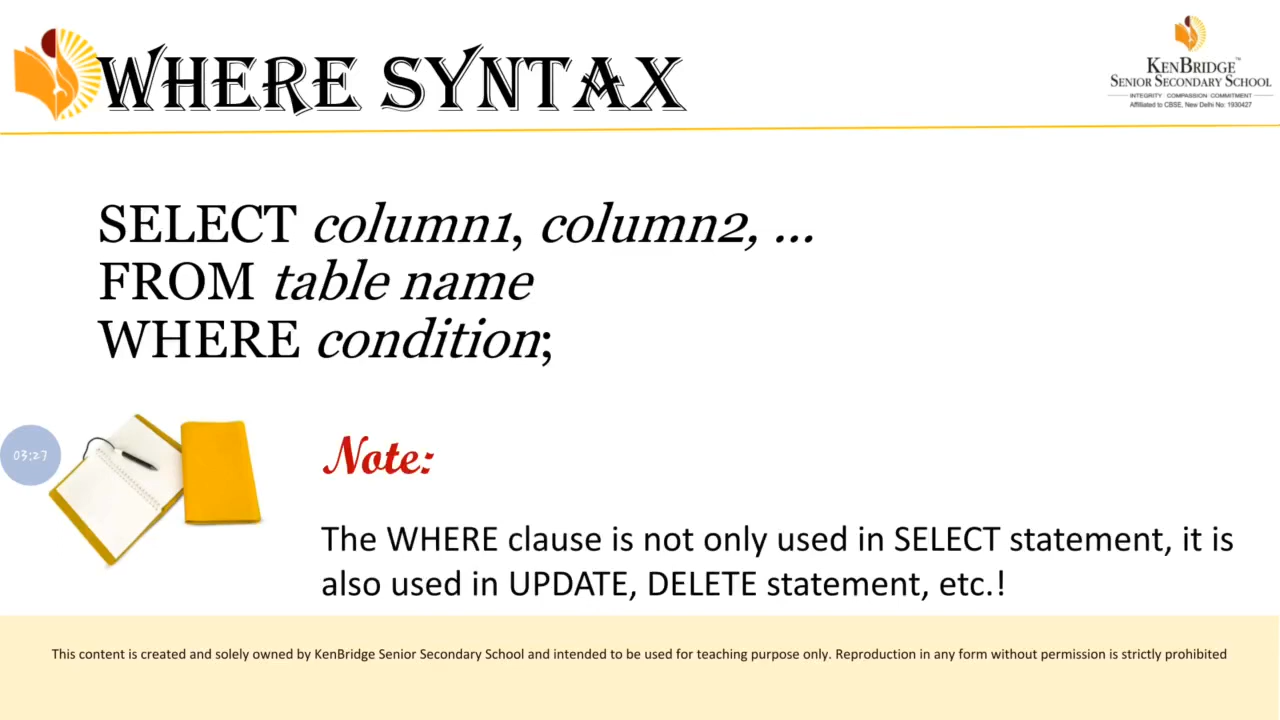 WHERE SYNTAX
KENBRIDGE™
SENIOR SECONDARY SCHOOL
INTEGRITY COMPASSION COMMITMENT
Affiliated to CBSE, New Delhi No: 1930427
SELECT column1, column2, ...
FROM table name
WHERE condition;
03:27
Note:
The WHERE clause is not only used in SELECT statement, it is
also used in UPDATE, DELETE statement, etc.!
This content is created and solely owned by KenBridge Senior Secondary School and intended to be used for teaching purpose only. Reproduction in any form without permission is strictly prohibited